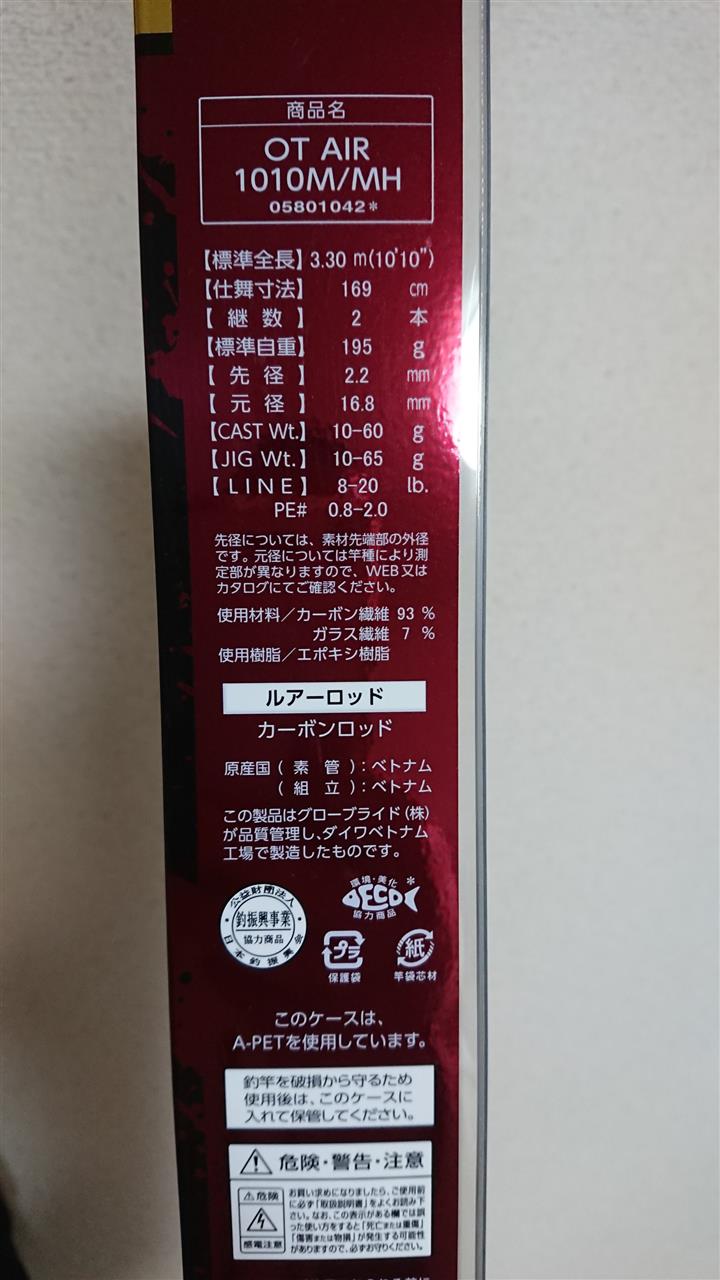 商品名
OT AIR
1010M/MH
05801042*
【標準全長】3.30 m(10'10")
【仕舞寸法】 169 cm
【継数】 2 本
【標準自重】 195 g
【先径】 2.2 mm
【元径】 16.8 mm
【CAST Wt.】 10-60 g
【JIG Wt.】 10-65 g
【LINE】 8-20 lb.
PE# 0.8-2.0
先径については、素材先端部の外径
です。元径については竿種により測
定部が異なりますので、WEB又は
カタログにてご確認ください。
使用材料/カーボン繊維 93 %
ガラス繊維 7 %
使用樹脂/エポキシ樹脂
ルアーロッド
カーボンロッド
原産国(素管):ベトナム
(組立):ベトナム
この製品はグローブライド(株)
が品質管理し、ダイワベトナム
工場で製造したものです。
公益財団法人
釣振興事業
協力商品
日本釣振興会
環境・美化*
ECO
協力商品
プラ
保護袋
紙
竿袋芯材
このケースは、
A-PETを使用しています。
釣竿を破損から守るため
使用後は、このケースに
入れて保管してください。
危険・警告・注意
危険
感電注意
お買い求めになりましたら、ご使用前
に必ず「取扱説明書」をよくお読み下
さい。なお、この表示がある欄では誤
った使い方をすると「死亡または重傷」
「傷害または物損」が発生する可能性
がありますので、必ずお守りください。